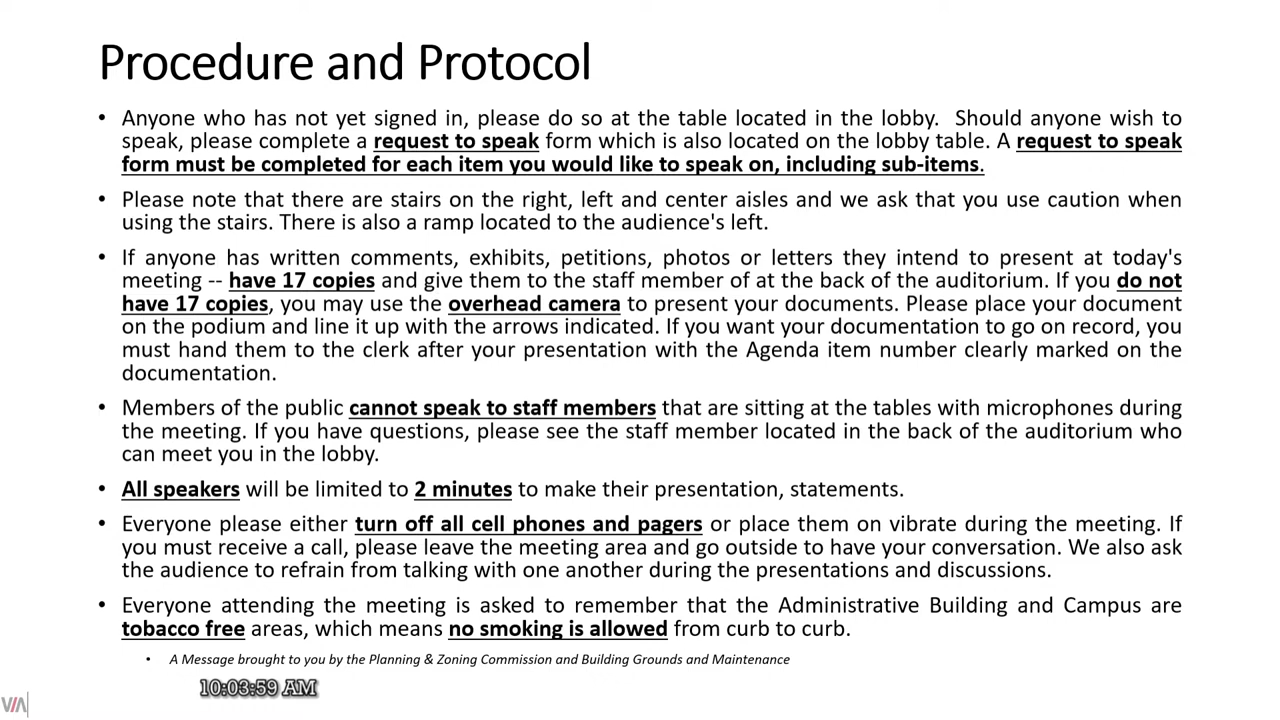 Procedure and Protocol
• Anyone who has not yet signed in, please do so at the table located in the lobby. Should anyone wish to
speak, please complete a request to speak form which is also located on the lobby table. A request to speak
form must be completed for each item you would like to speak on, including sub-items.
• Please note that there are stairs on the right, left and center aisles and we ask that you use caution when
using the stairs. There is also a ramp located to the audience's left.
• If anyone has written comments, exhibits, petitions, photos or letters they intend to present at today's
meeting -- have 17 copies and give them to the staff member of at the back of the auditorium. If you do not
have 17 copies, you may use the overhead camera to present your documents. Please place your document
on the podium and line it up with the arrows indicated. If you want your documentation to go on record, you
must hand them to the clerk after your presentation with the Agenda item number clearly marked on the
documentation.
• Members of the public cannot speak to staff members that are sitting at the tables with microphones during
the meeting. If you have questions, please see the staff member located in the back of the auditorium who
can meet you in the lobby.
• All speakers will be limited to 2 minutes to make their presentation, statements.
• Everyone please either turn off all cell phones and pagers or place them on vibrate during the meeting. If
you must receive a call, please leave the meeting area and go outside to have your conversation. We also ask
the audience to refrain from talking with one another during the presentations and discussions.
• Everyone attending the meeting is asked to remember that the Administrative Building and Campus are
tobacco free areas, which means no smoking is allowed from curb to curb.
• A Message brought to you by the Planning & Zoning Commission and Building Grounds and Maintenance
10:03:59 AM
VIA